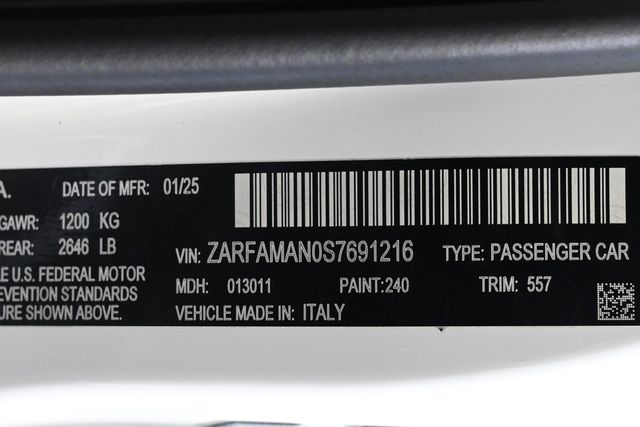 A. DATE OF MFR: 01/25
GAWR: 1200 KG
REAR: 2646 LB
VIN: ZARFAMAN0S7691216 TYPE: PASSENGER CAR
E U.S. FEDERAL MOTOR MDH: 013011 PAINT: 240 TRIM: 557
EVENTION STANDARDS
URE SHOWN ABOVE. VEHICLE MADE IN: ITALY